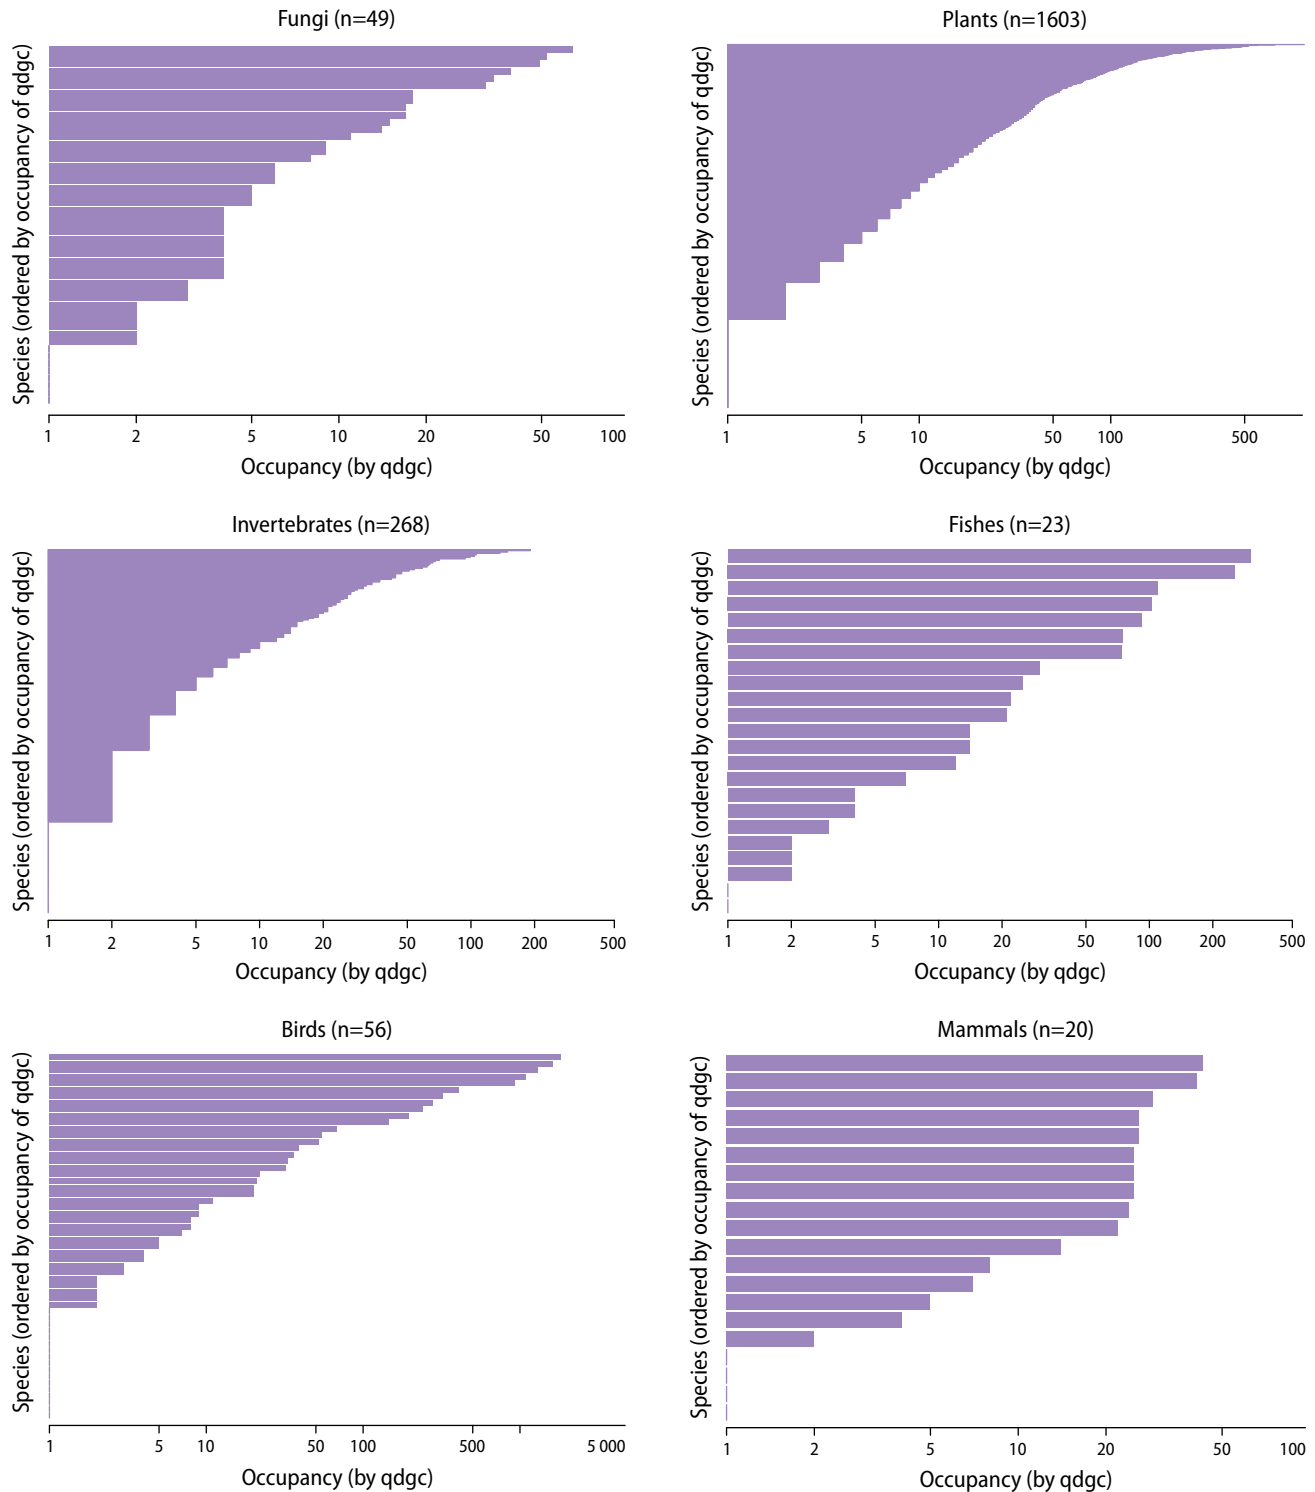 Fungi (n=49)
Species (ordered by occupancy of qdgc)
1 2 5 10 20 50 100
Occupancy (by qdgc)
Plants (n=1603)
Species (ordered by occupancy of qdgc)
1 5 10 50 100 500
Occupancy (by qdgc)
Invertebrates (n=268)
Species (ordered by occupancy of qdgc)
1 2 5 10 20 50 100 200 500
Occupancy (by qdgc)
Fishes (n=23)
Species (ordered by occupancy of qdgc)
1 2 5 10 20 50 100 200 500
Occupancy (by qdgc)
Birds (n=56)
Species (ordered by occupancy of qdgc)
1 5 10 50 100 500 5 000
Occupancy (by qdgc)
Mammals (n=20)
Species (ordered by occupancy of qdgc)
1 2 5 10 20 50 100
Occupancy (by qdgc)